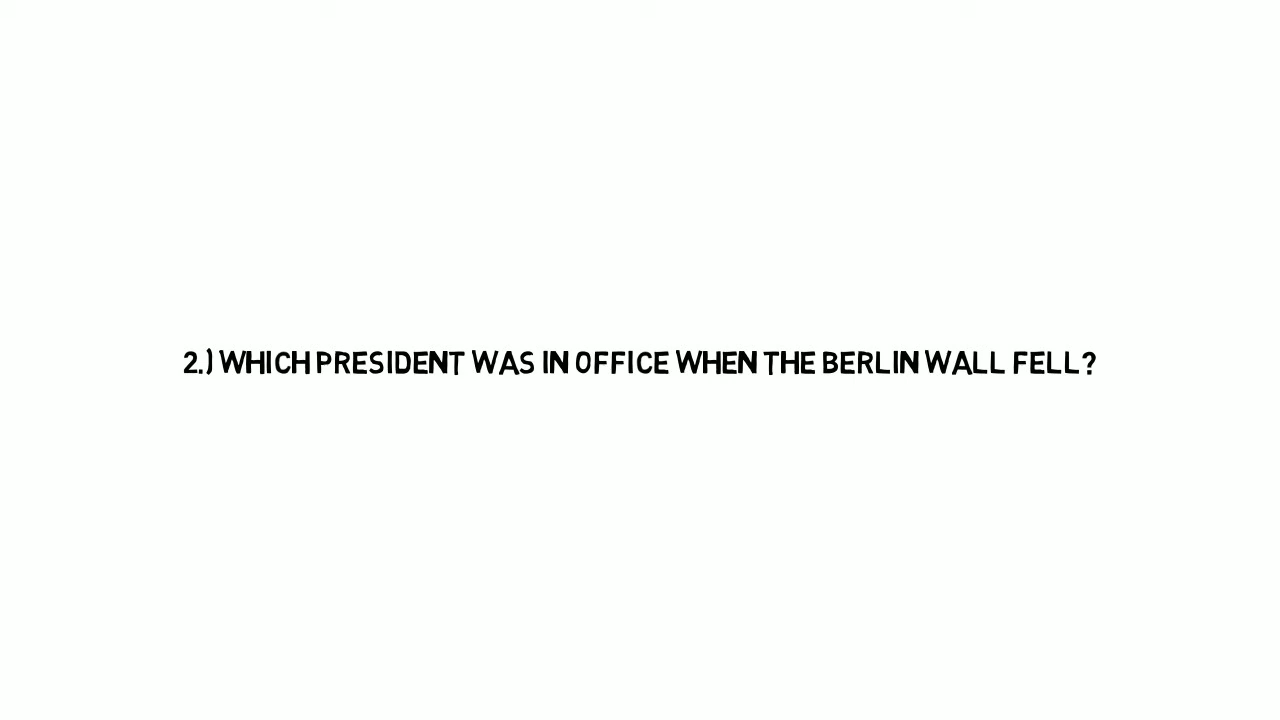 2.) WHICH PRESIDENT WAS IN OFFICE WHEN THE BERLIN WALL FELL?